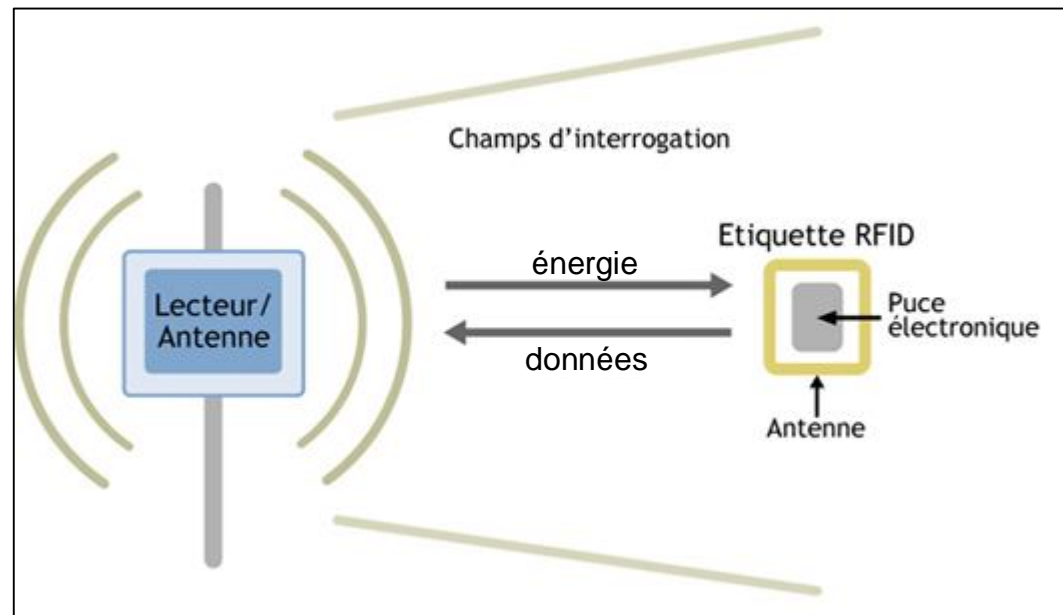 Champs d'interrogation
Etiquette RFID
énergie
Lecteur/
Antenne
Puce
électronique
données
Antenne